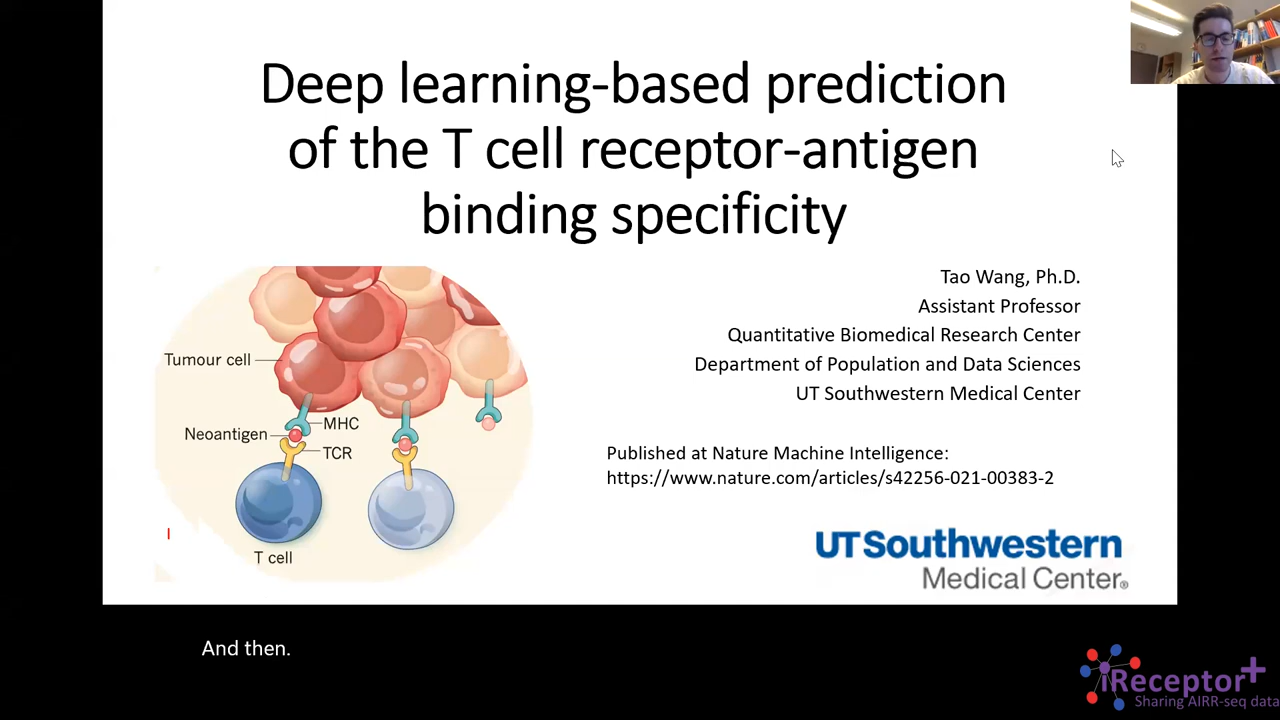 Deep learning-based prediction
of the T cell receptor-antigen
binding specificity
Tao Wang, Ph.D.
Assistant Professor
Quantitative Biomedical Research Center
Department of Population and Data Sciences
UT Southwestern Medical Center
Published at Nature Machine Intelligence:
https://www.nature.com/articles/s42256-021-00383-2
Tumour cell
MHC
Neoantigen
TCR
T cell
UTSouthwestern
Medical Center®
And then.
iReceptor+
Sharing AIRR-seq data